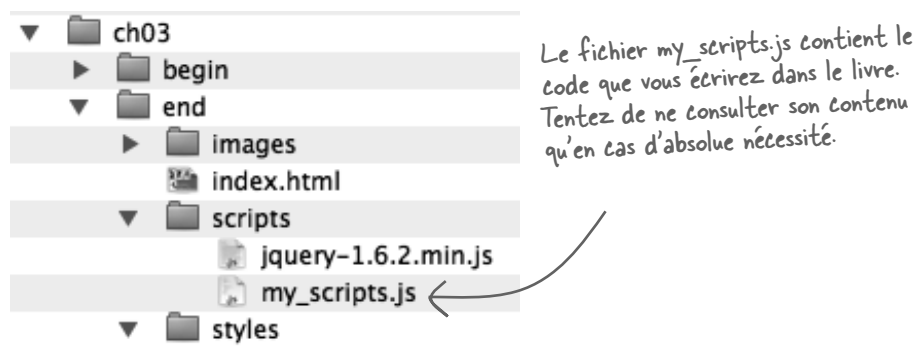 ch03
begin
end
images
index.html
scripts
jquery-1.6.2.min.js
my_scripts.js
styles
Le fichier my_scripts.js contient le
code que vous écrirez dans le livre.
Tentez de ne consulter son contenu
qu'en cas d'absolue nécessité.